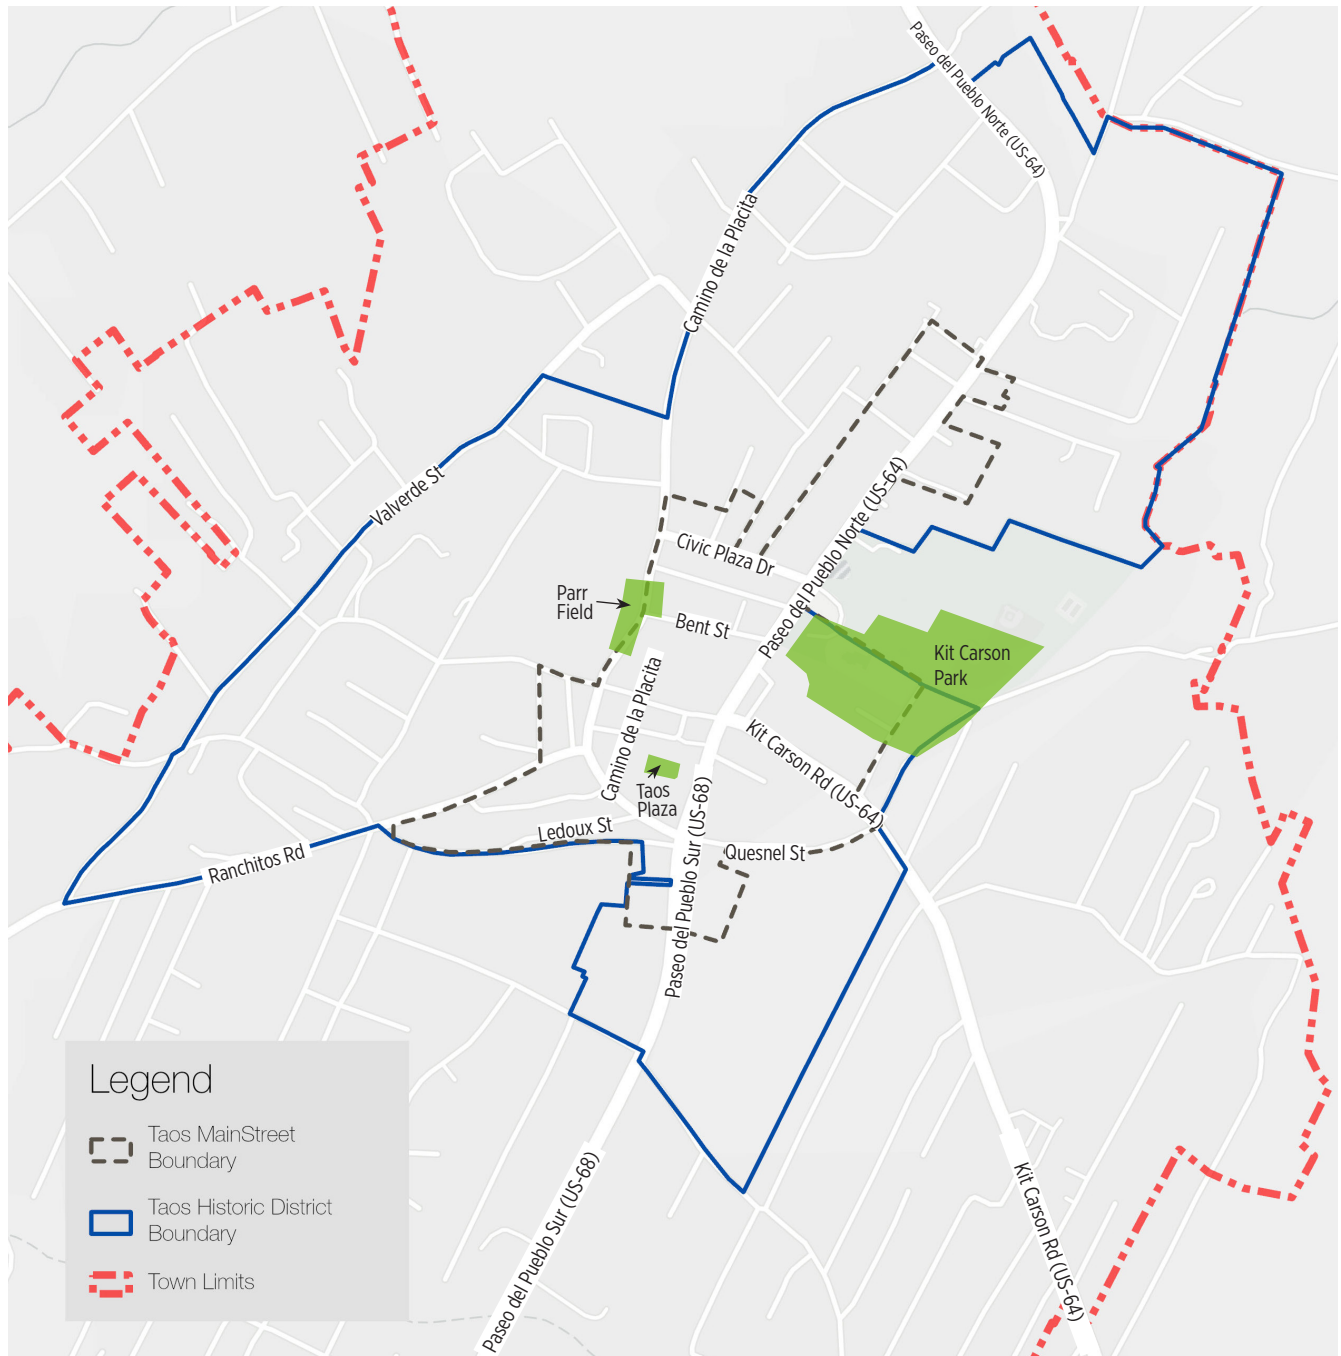 Paseo del Pueblo Norte (US-64)
Camino de la Placita
Valverde St
Paseo del Pueblo Norte (US-64)
Civic Plaza Dr
Parr
Field
Bent St
Kit Carson
Park
Camino de la Placita
Kit Carson Rd (US-64)
Taos
Plaza
Ledoux St
Paseo del Pueblo Sur (US-68)
Quesnel St
Ranchitos Rd
Legend
Taos MainStreet
Boundary
Taos Historic District
Boundary
Town Limits
Paseo del Pueblo Sur (US-68)
Kit Carson Rd (US-64)